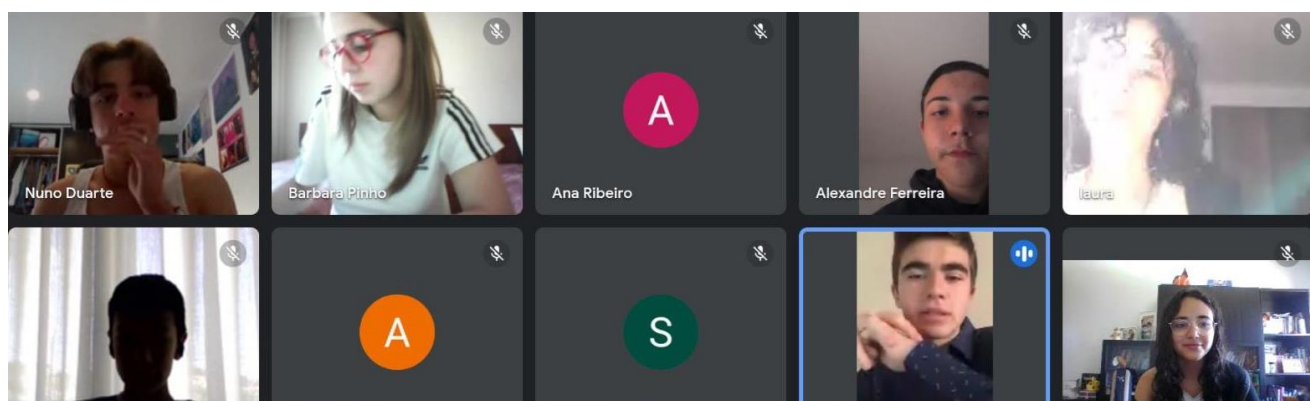 A
Nuno Duarte
Barbara Pinho
Ana Ribeiro
Alexandre Ferreira
laura
A
S